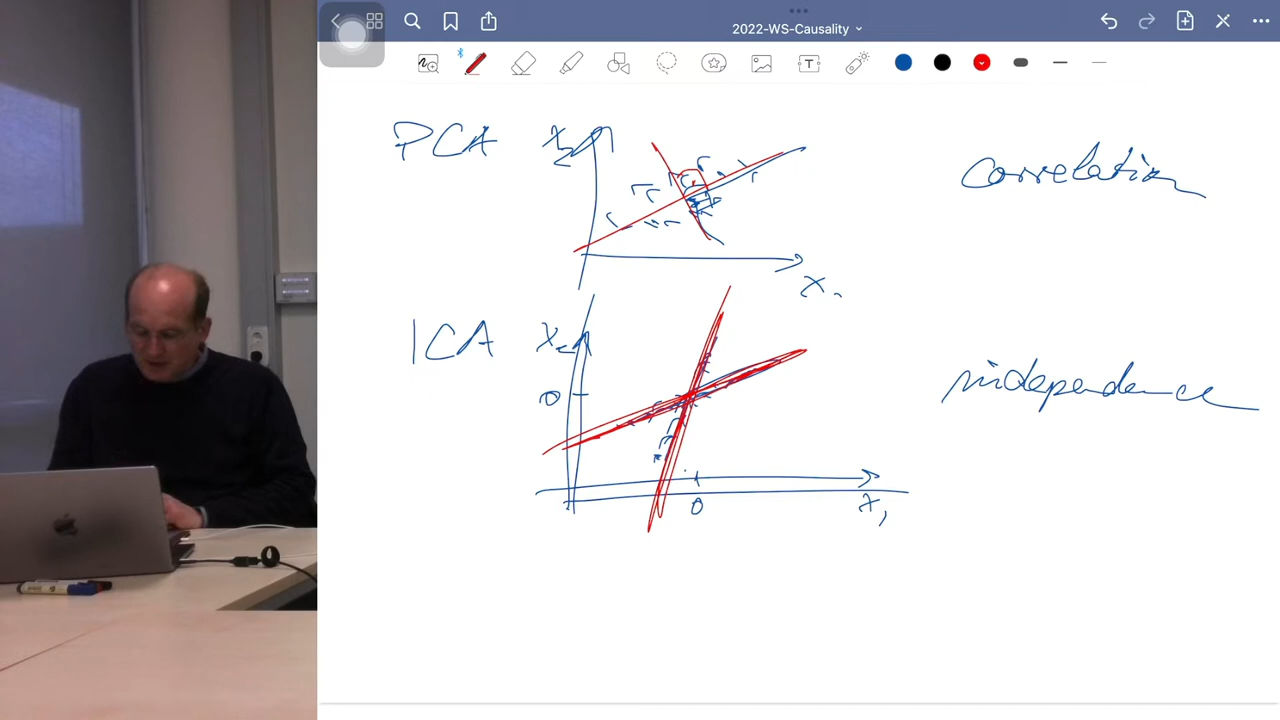 2022-WS-Causality
T
PCA x2 correlation
x1
ICA x2 independence
0
0 x1